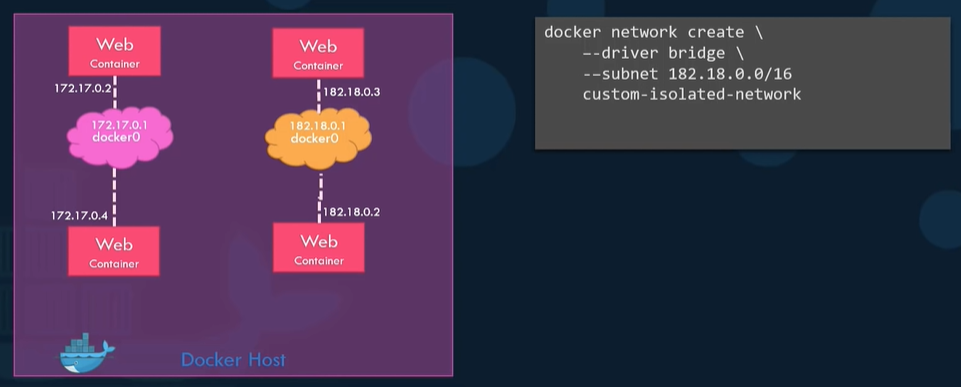 Web
Container
172.17.0.2
172.17.0.1
docker0
172.17.0.4
Web
Container
Web
Container
182.18.0.3
182.18.0.1
docker0
182.18.0.2
Web
Container
Docker Host
docker network create \
--driver bridge \
--subnet 182.18.0.0/16
custom-isolated-network